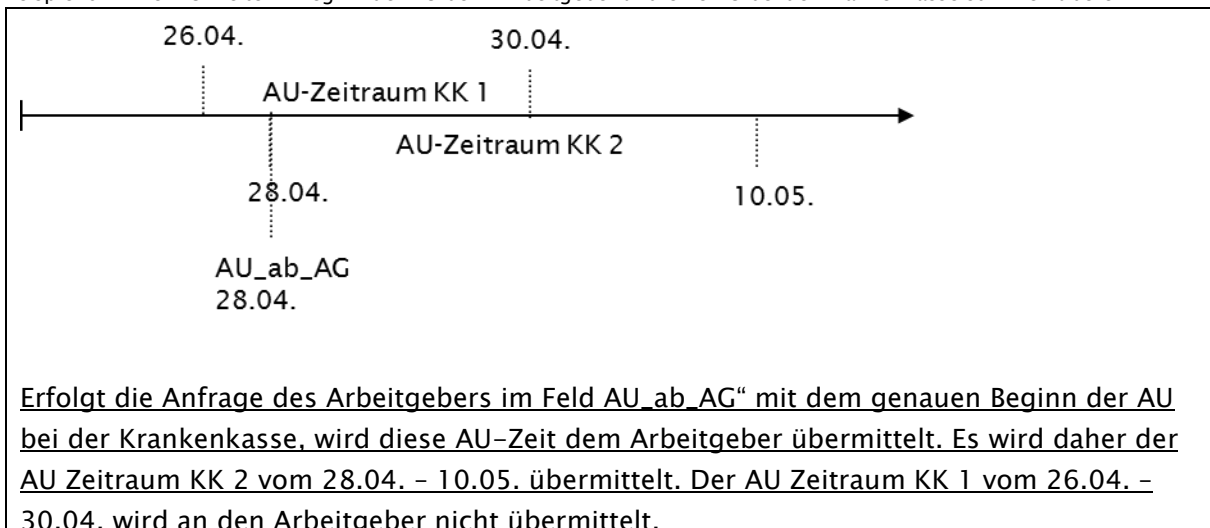 26.04.
30.04.
AU-Zeitraum KK 1
AU-Zeitraum KK 2
28.04.
10.05.
AU_ab_AG
28.04.
Erfolgt die Anfrage des Arbeitgebers im Feld AU_ab_AG“ mit dem genauen Beginn der AU
bei der Krankenkasse, wird diese AU-Zeit dem Arbeitgeber übermittelt. Es wird daher der
AU Zeitraum KK 2 vom 28.04. – 10.05. übermittelt. Der AU Zeitraum KK 1 vom 26.04. –
30.04. wird an den Arbeitgeber nicht übermittelt.